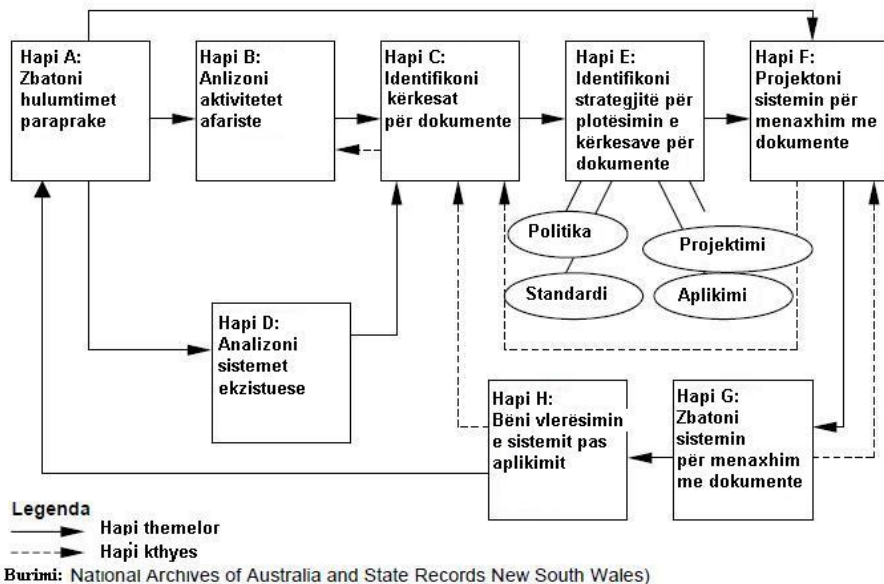 Hapi A:
Zbatoni
hulumtimet
paraprake
Hapi B:
Anlizoni
aktivitetet
afariste
Hapi C:
Identifikoni
kërkesat
për dokumente
Hapi E:
Identifikoni
strategjitë për
plotësimin e
kërkesave për
dokumente
Hapi F:
Projektoni
sistemin për
menaxhim me
dokumente
Politika
Standardi
Projektimi
Aplikimi
Hapi D:
Analizoni
sistemet
ekzistuese
Hapi H:
Bëni vlerësimin
e sistemit pas
aplikimit
Hapi G:
Zbatoni
sistemin
për menaxhim
me dokumente
Legenda
Hapi themelor
Hapi kthyes
Burimi: National Archives of Australia and State Records New South Wales)